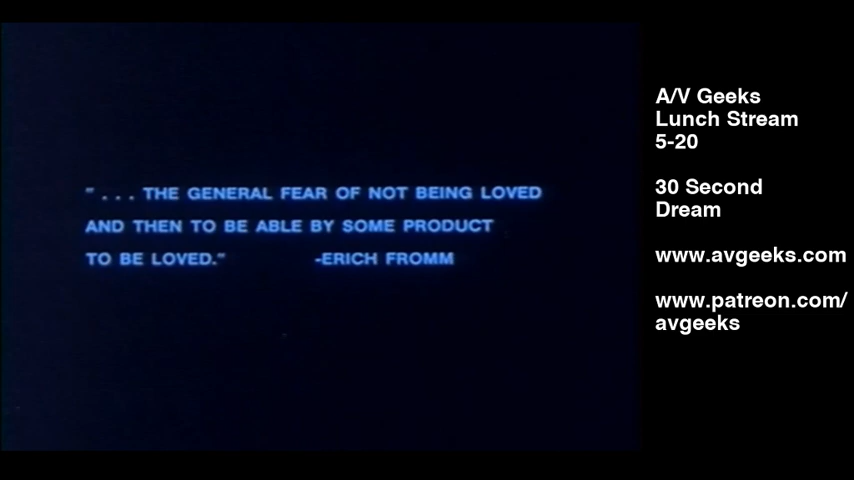 " . . . THE GENERAL FEAR OF NOT BEING LOVED
AND THEN TO BE ABLE BY SOME PRODUCT
TO BE LOVED." -ERICH FROMM
A/V Geeks
Lunch Stream
5-20
30 Second
Dream
www.avgeeks.com
www.patreon.com/
avgeeks